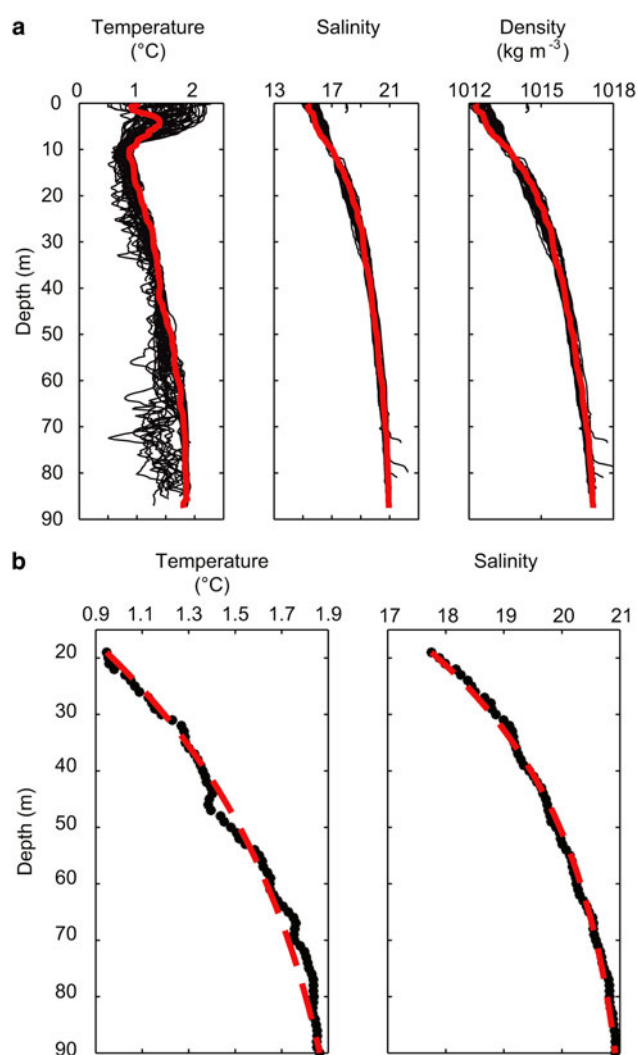 a
Temperature Salinity Density
(°C) (kg m⁻³)
0 1 2 13 17 21 1012 1015 1018
0
10
20
30
40
50
60
70
80
90
Depth (m)
b
Temperature Salinity
(°C)
0.9 1.1 1.3 1.5 1.7 1.9 17 18 19 20 21
20
30
40
50
60
70
80
90
Depth (m)